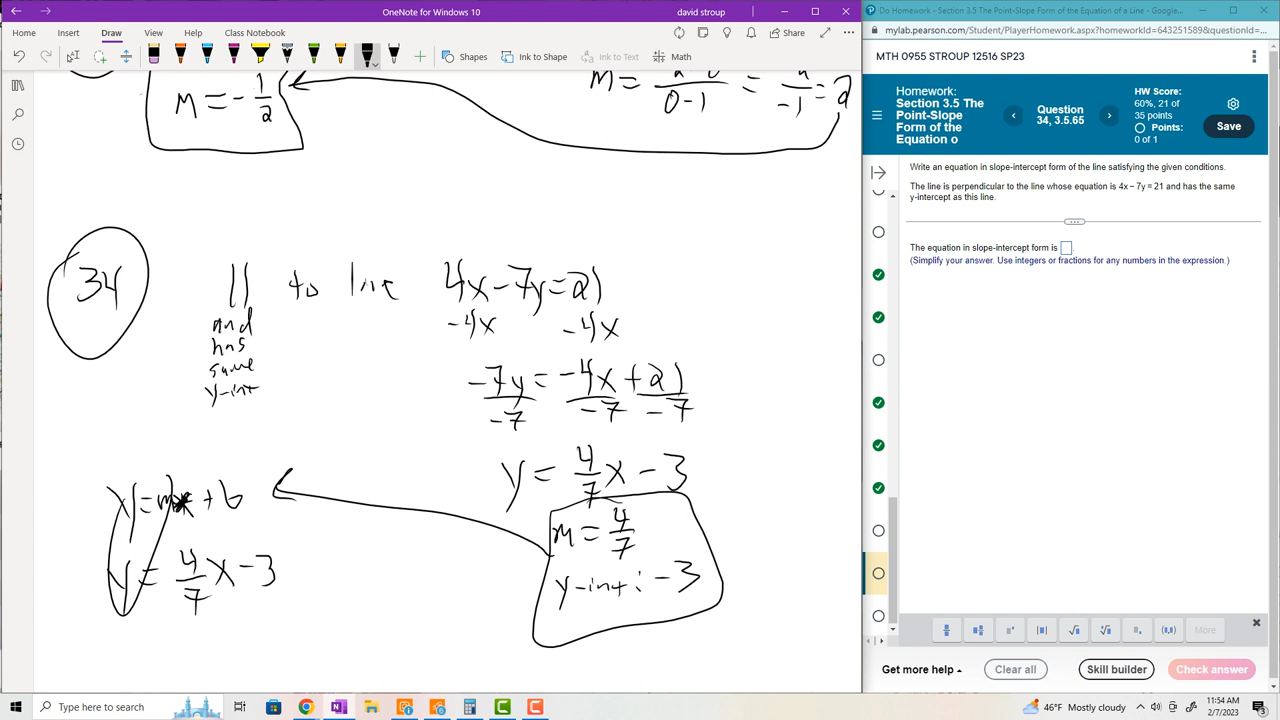 OneNote for Windows 10
david stroup
Home
Insert
Draw
View
Help
Class Notebook
Share
Shapes
Ink to Shape
Ink to Text
Math
m = -1/2
0-1
= 
-1
= 2
34
|| to line 4x-7y=21
and
has
same
y-int
-4x -4x
-7y = -4x + 21
-7 -7 -7
y = 4/7x - 3
m = 4/7
y-int: -3
y=mx+b
y = 4/7x-3
Do Homework - Section 3.5 The Point-Slope Form of the Equation of a Line - Google...
mylab.pearson.com/Student/PlayerHomework.aspx?homeworkId=643251589&questionId=...
MTH 0955 STROUP 12516 SP23
Homework:
Section 3.5 The
Point-Slope
Form of the
Equation o
Question
34, 3.5.65
HW Score:
60%, 21 of
35 points
Points:
0 of 1
Save
Write an equation in slope-intercept form of the line satisfying the given conditions.
The line is perpendicular to the line whose equation is 4x-7y=21 and has the same
y-intercept as this line.
The equation in slope-intercept form is
(Simplify your answer. Use integers or fractions for any numbers in the expression.)
More
Get more help
Clear all
Skill builder
Check answer
Type here to search
46°F Mostly cloudy
11:54 AM
2/7/2023